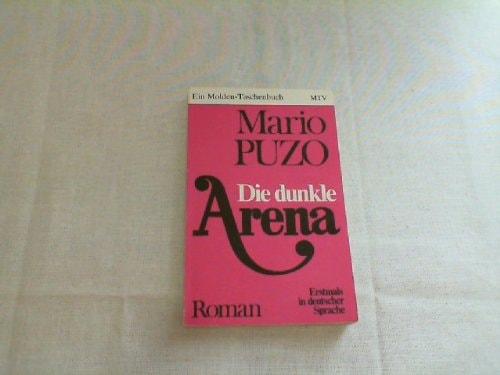 Ein Molden-Taschenbuch MTV
Mario
PUZO
Die dunkle
Arena
Roman
Erstmals
in deutscher
Sprache